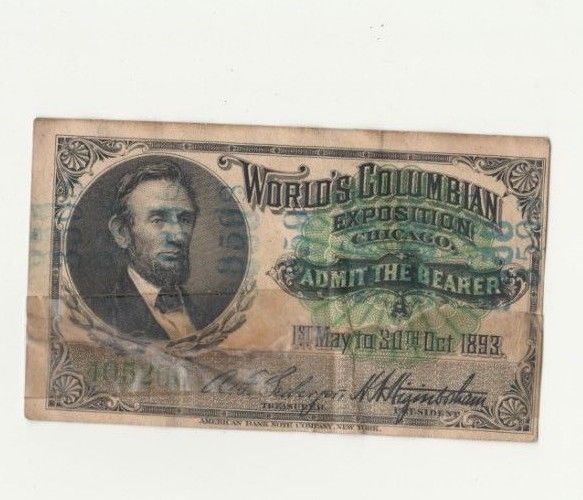 WORLD'S COLUMBIAN
EXPOSITION
CHICAGO,
ADMIT THE BEARER
1ST May to 30TH Oct 1893.
TREASURER
N Higinbotham
PRESIDENT
AMERICAN BANK NOTE COMPANY, NEW YORK.